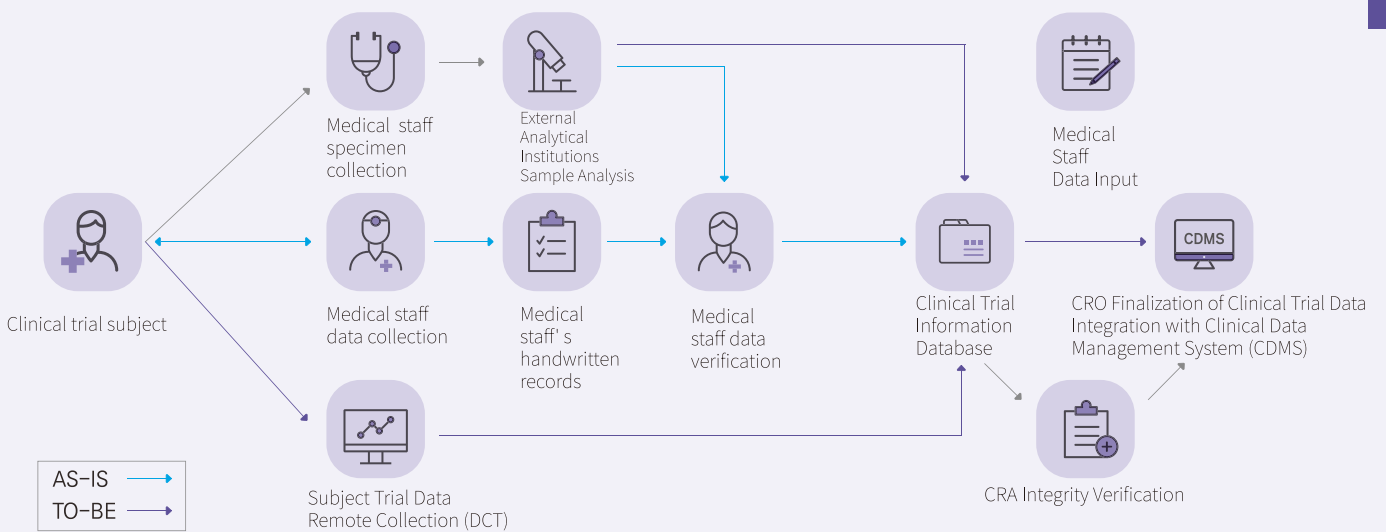 Medical staff
specimen
collection
External
Analytical
Institutions
Sample Analysis
Medical
Staff
Data Input
CDMS
Clinical trial subject
Medical staff
data collection
Medical
staff' s
handwritten
records
Medical
staff data
verification
Clinical Trial
Information
Database
CRO Finalization of Clinical Trial Data
Integration with Clinical Data
Management System (CDMS)
AS-IS
TO-BE
Subject Trial Data
Remote Collection (DCT)
CRA Integrity Verification